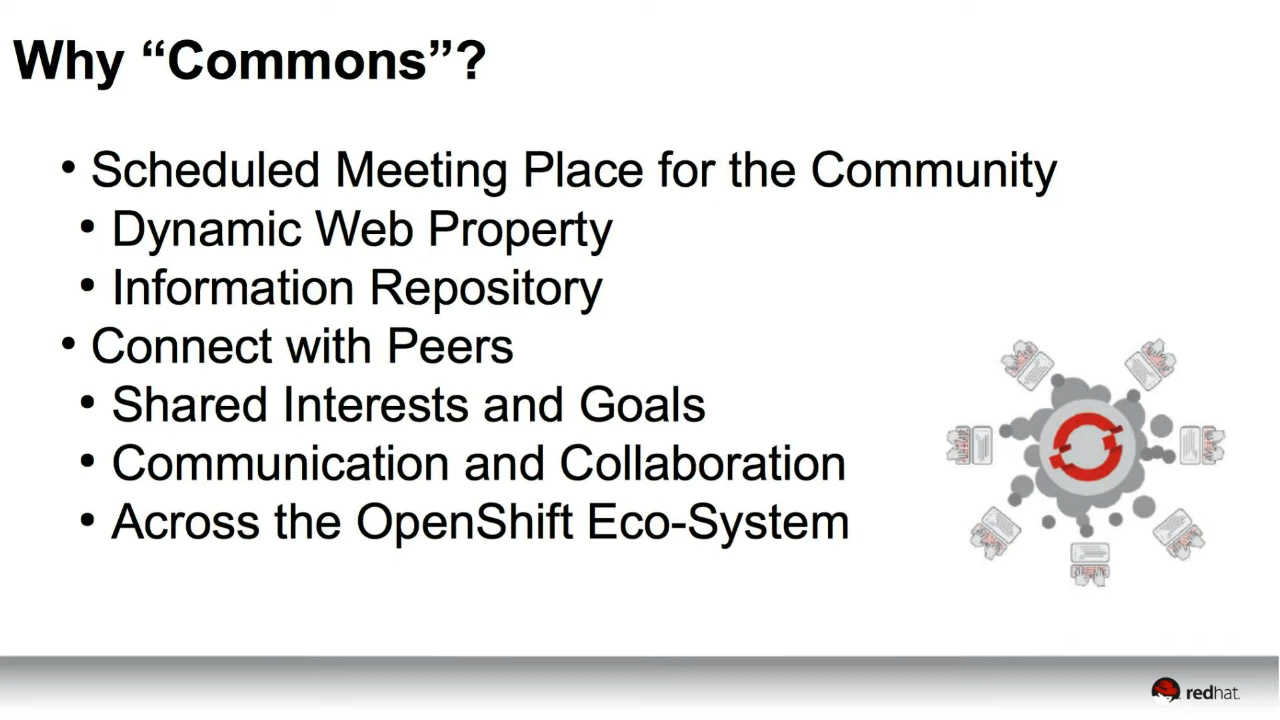 Why “Commons”?
• Scheduled Meeting Place for the Community
• Dynamic Web Property
• Information Repository
• Connect with Peers
• Shared Interests and Goals
• Communication and Collaboration
• Across the OpenShift Eco-System
redhat.